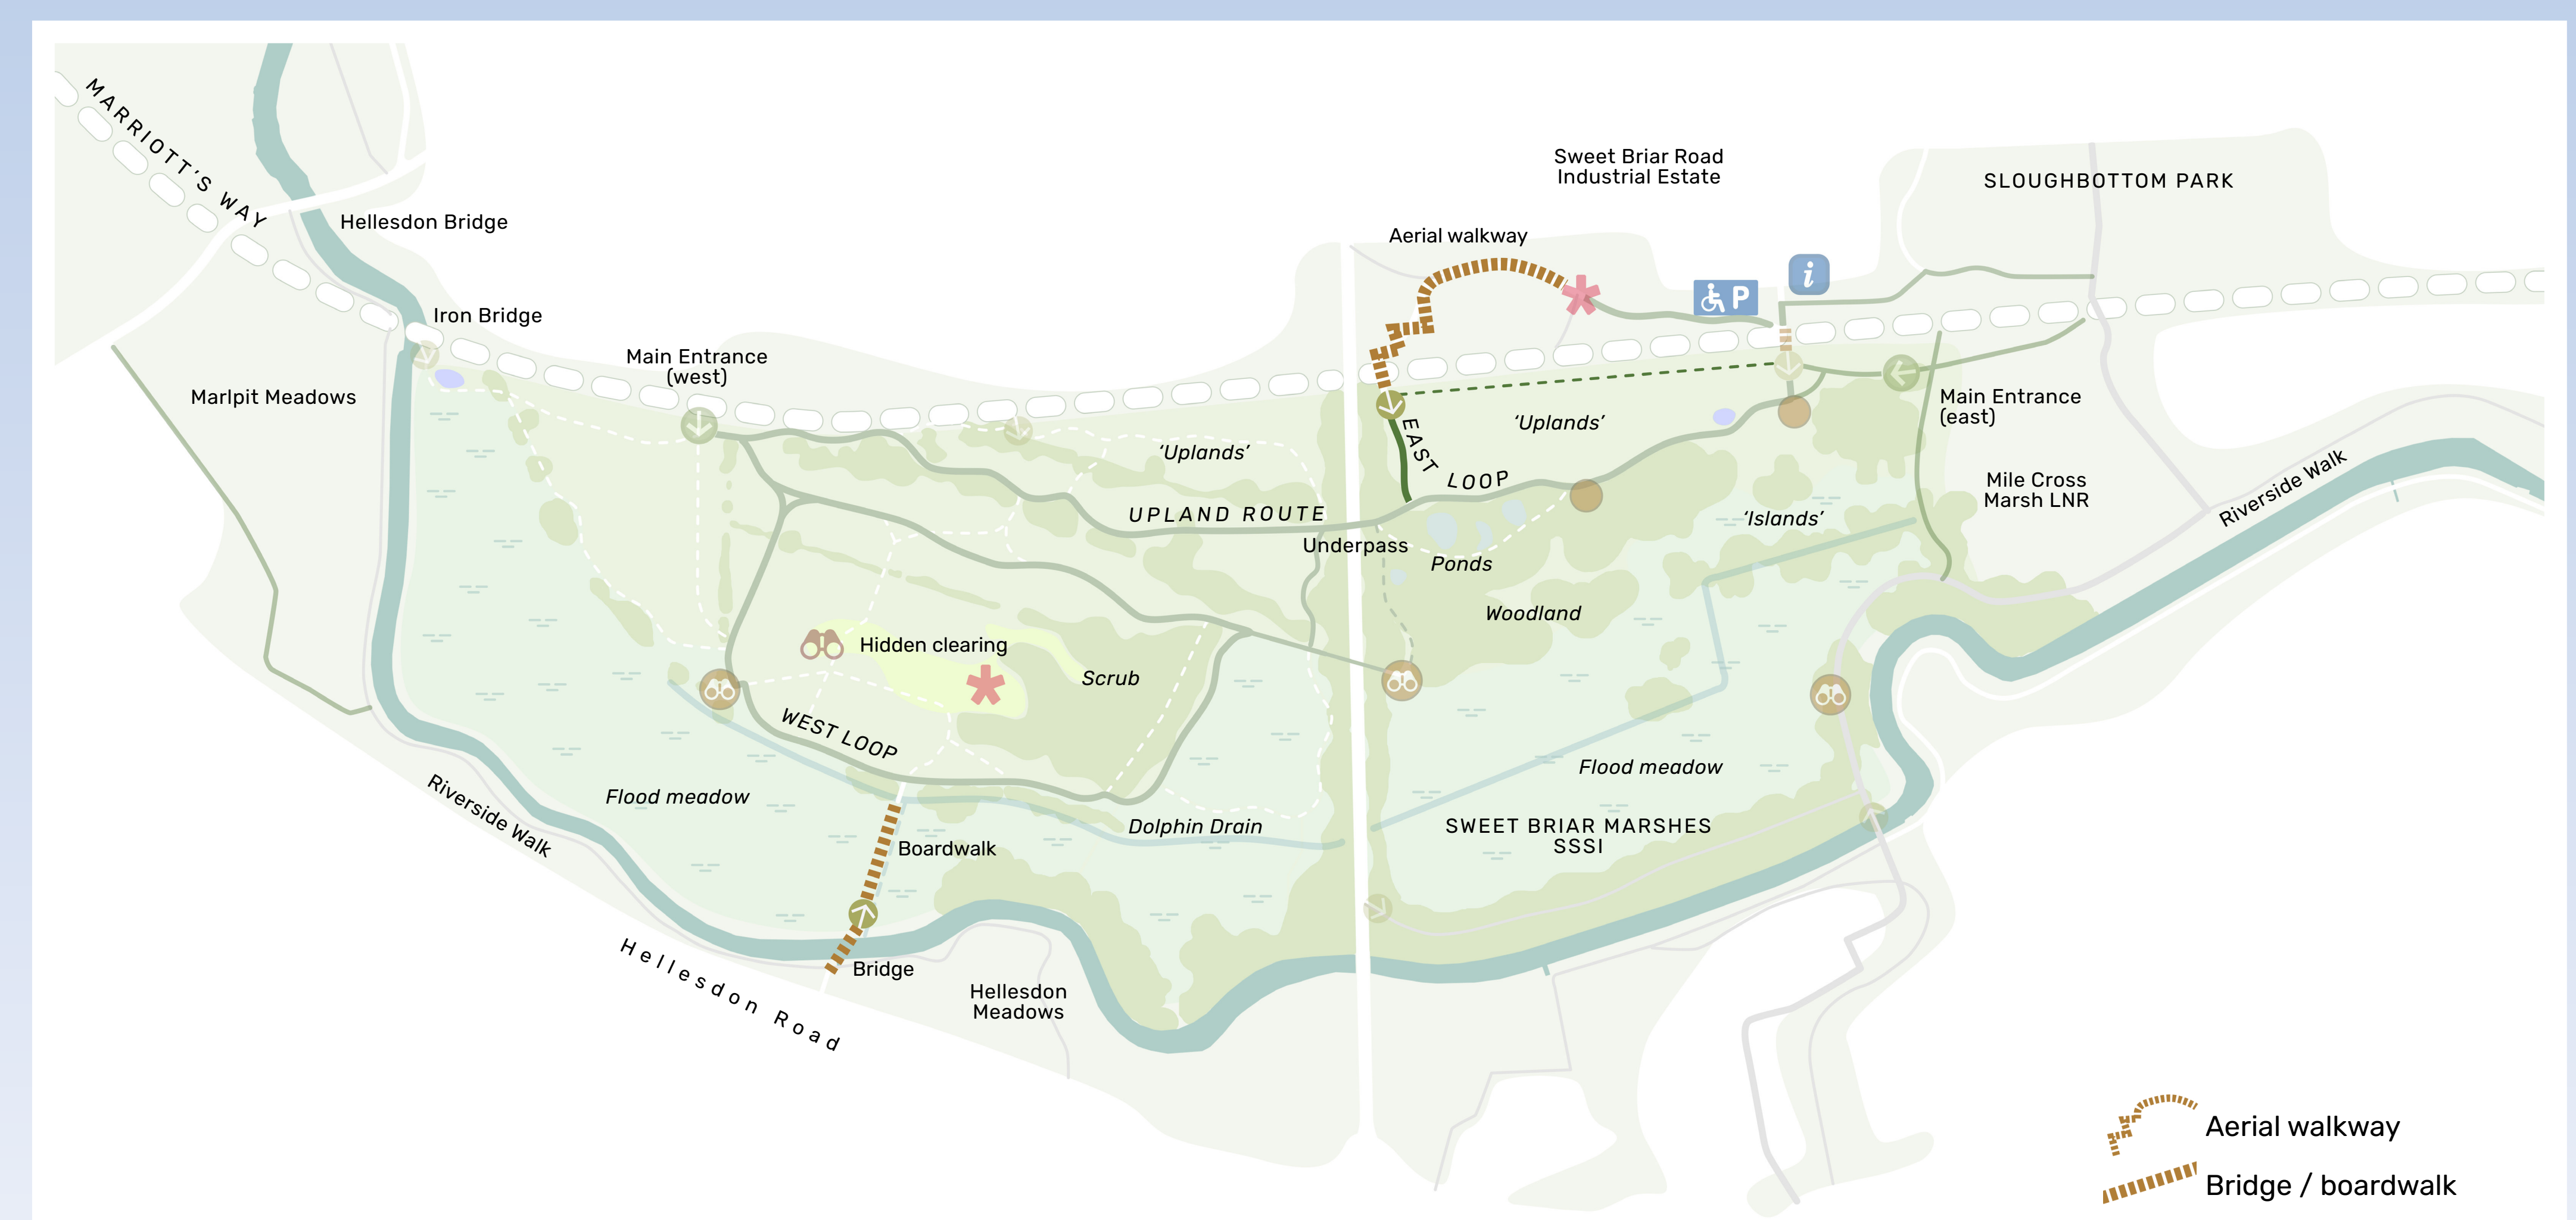 MARRIOTT'S WAY
Hellesdon Bridge
Iron Bridge
Marlpit Meadows
Main Entrance
(west)
Sweet Briar Road
Industrial Estate
Aerial walkway
P
i
SLOUGHBOTTOM PARK
Main Entrance
(east)
Mile Cross
Marsh LNR
Riverside Walk
'Uplands'
'Uplands'
EAST LOOP
UPLAND ROUTE
Underpass
Ponds
'Islands'
Woodland
Hidden clearing
Scrub
WEST LOOP
Flood meadow
Flood meadow
Dolphin Drain
SWEET BRIAR MARSHES
SSSI
Boardwalk
Riverside Walk
Bridge
Hellesdon Road
Hellesdon
Meadows
Aerial walkway
Bridge / boardwalk